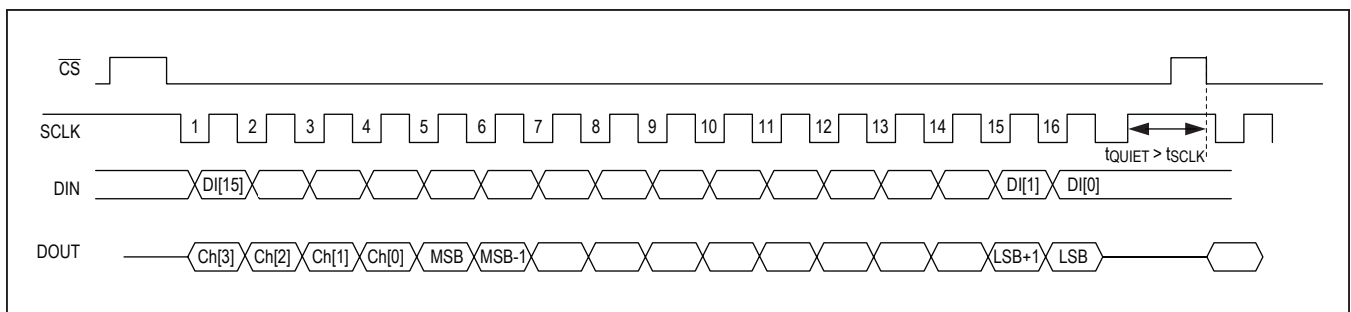 CS
SCLK 1 2 3 4 5 6 7 8 9 10 11 12 13 14 15 16
tQUIET > tSCLK
DIN DI[15] DI[1] DI[0]
DOUT Ch[3] Ch[2] Ch[1] Ch[0] MSB MSB-1 LSB+1 LSB